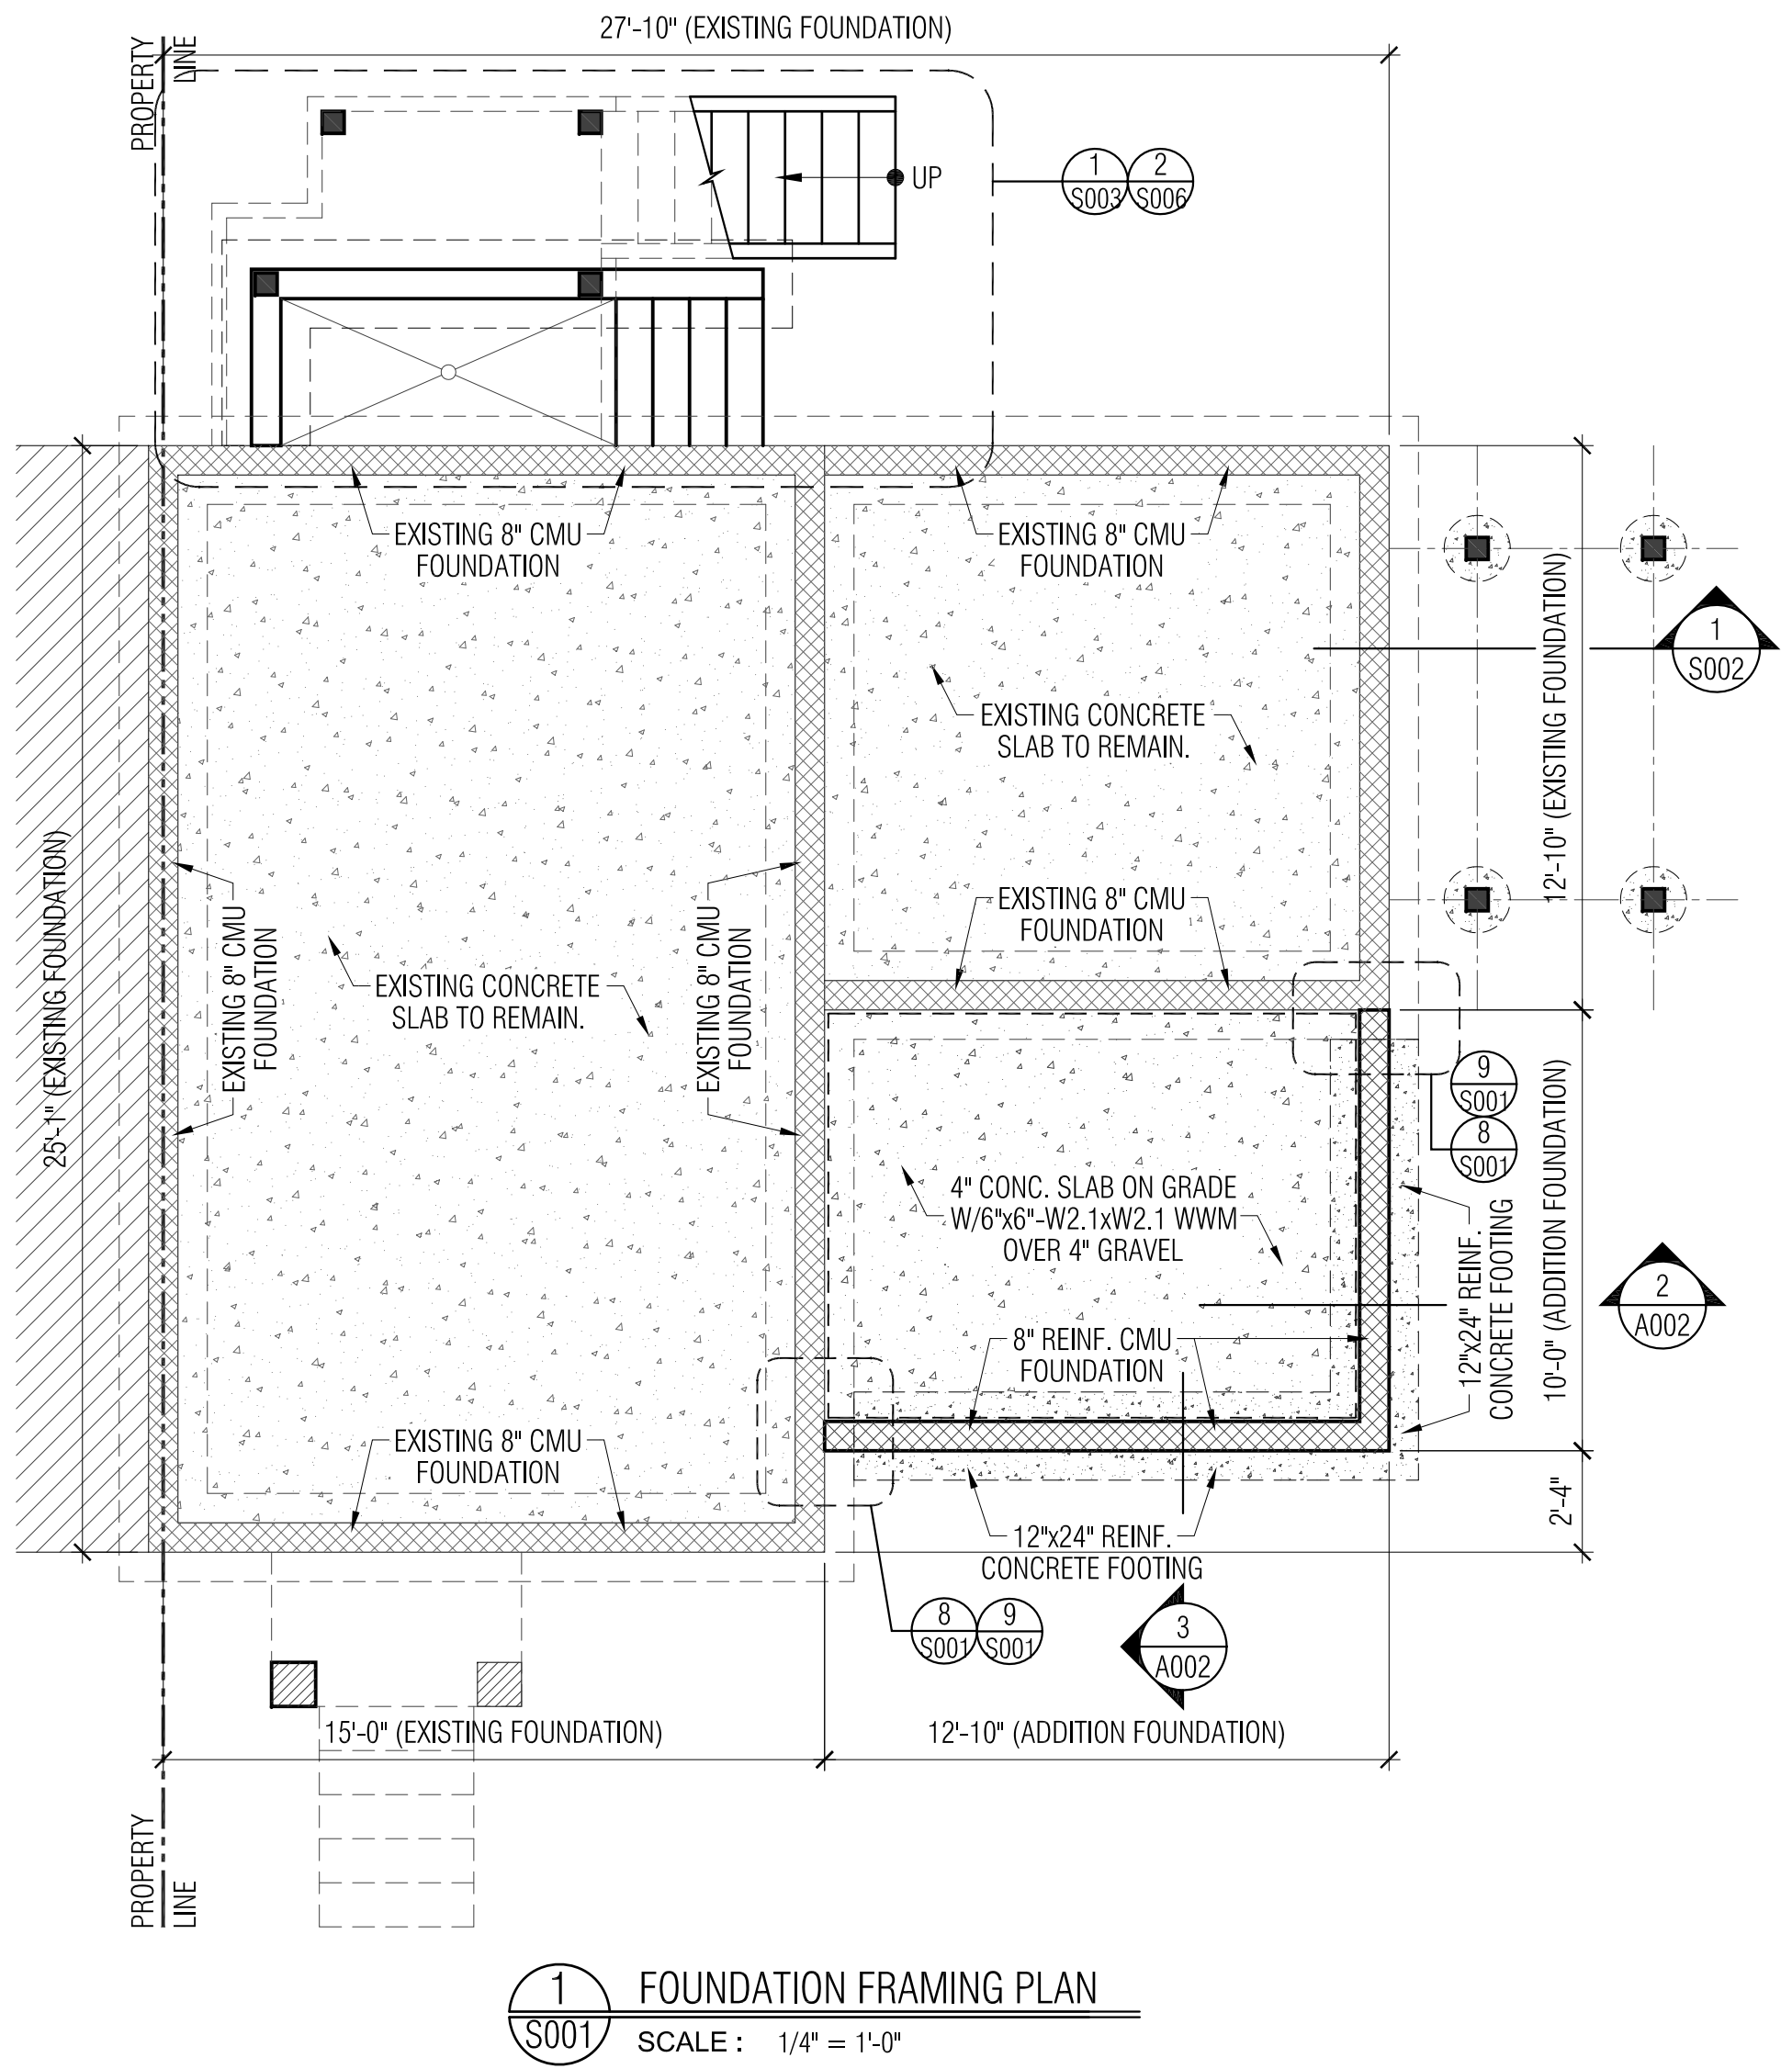 27'-10" (EXISTING FOUNDATION)
PROPERTY
LINE
UP
1
S003
2
S006
EXISTING 8" CMU
FOUNDATION
EXISTING 8" CMU
FOUNDATION
1
S002
EXISTING CONCRETE
SLAB TO REMAIN.
12'-10" (EXISTING FOUNDATION)
25'-1" (EXISTING FOUNDATION)
EXISTING 8" CMU
FOUNDATION
EXISTING CONCRETE
SLAB TO REMAIN.
EXISTING 8" CMU
FOUNDATION
EXISTING 8" CMU
FOUNDATION
9
S001
8
S001
4" CONC. SLAB ON GRADE
W/6"x6"-W2.1xW2.1 WWM
OVER 4" GRAVEL
12"x24" REINF.
CONCRETE FOOTING
10'-0" (ADDITION FOUNDATION)
2
A002
8" REINF. CMU
FOUNDATION
EXISTING 8" CMU
FOUNDATION
2'-4"
12"x24" REINF.
CONCRETE FOOTING
8
S001
9
S001
3
A002
15'-0" (EXISTING FOUNDATION)
12'-10" (ADDITION FOUNDATION)
PROPERTY
LINE
1
S001
FOUNDATION FRAMING PLAN
SCALE : 1/4" = 1'-0"